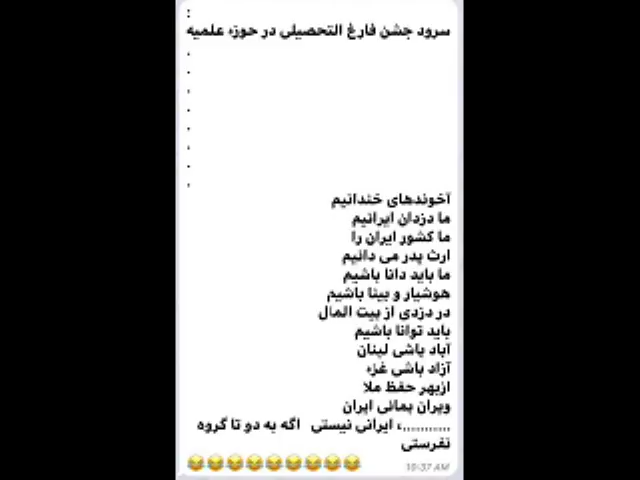 :
سرود جشن فارغ التحصیلی در حوزه علمیه
.
.
.
.
.
.
.
.
آخوندهای خندانیم
ما دزدان ایرانیم
ما کشور ایران را
ارث پدر می دانیم
ما باید دانا باشیم
هوشیار و بینا باشیم
در دزدی از بیت المال
باید توانا باشیم
آباد باشی لبنان
آزاد باشی غزه
ازبهر حفظ ملا
ویران بمانی ایران
...........، ایرانی نیستی اگه به دو تا گروه
نفرستی
😂😂😂😂😂😂😂😂😂
10:37 AM